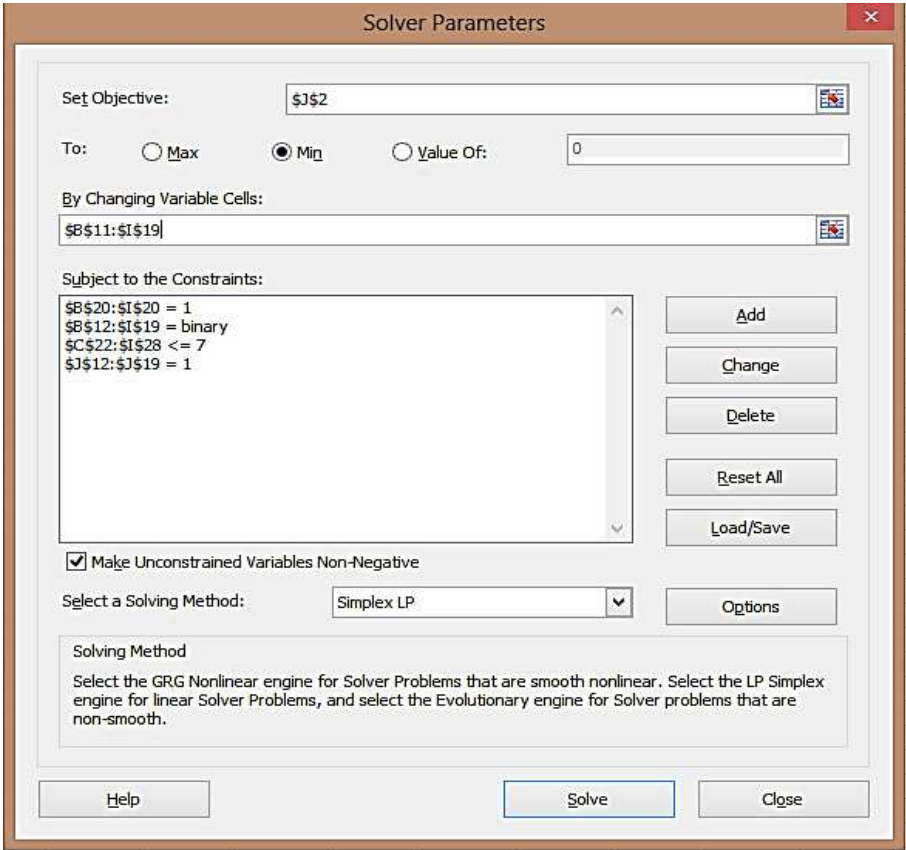 Solver Parameters
Set Objective:
$J$2
To:
Max
Min
Value Of:
0
By Changing Variable Cells:
$B$11:$I$19
Subject to the Constraints:
$B$20:$I$20 = 1
$B$12:$I$19 = binary
$C$22:$I$28 <= 7
$J$12:$J$19 = 1
Add
Change
Delete
Reset All
Load/Save
Make Unconstrained Variables Non-Negative
Select a Solving Method:
Simplex LP
Options
Solving Method
Select the GRG Nonlinear engine for Solver Problems that are smooth nonlinear. Select the LP Simplex
engine for linear Solver Problems, and select the Evolutionary engine for Solver problems that are
non-smooth.
Help
Solve
Close